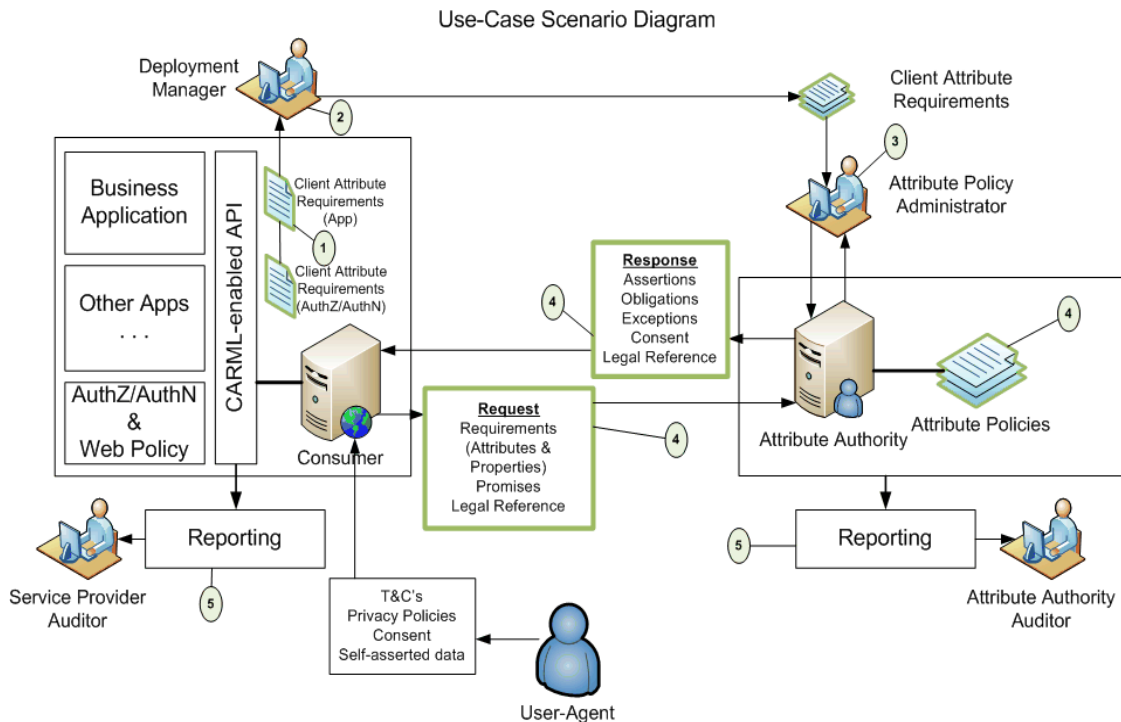 Use-Case Scenario Diagram
Deployment
Manager
2
Client Attribute
Requirements
3
Attribute Policy
Administrator
Business
Application
Other Apps
. . .
AuthZ/AuthN
&
Web Policy
CARML-enabled API
Client Attribute
Requirements
(App)
1
Client Attribute
Requirements
(AuthZ/AuthN)
Consumer
4
Response
Assertions
Obligations
Exceptions
Consent
Legal Reference
Request
Requirements
(Attributes &
Properties)
Promises
Legal Reference
4
Attribute Authority
4
Attribute Policies
Reporting
5
Service Provider
Auditor
T&C's
Privacy Policies
Consent
Self-asserted data
User-Agent
5
Reporting
Attribute Authority
Auditor